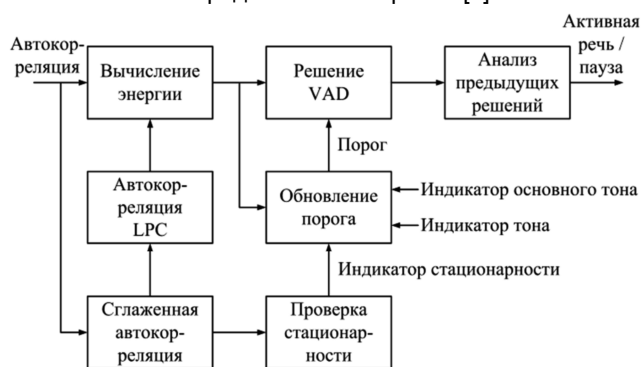 Автокор-
реляция
Вычисление
энергии
Решение
VAD
Анализ
предыдущих
решений
Активная
речь /
пауза
Порог
Автокор-
реляция
LPC
Обновление
порога
Индикатор основного тона
Индикатор тона
Индикатор стационарности
Сглаженная
автокор-
реляция
Проверка
стационар-
ности